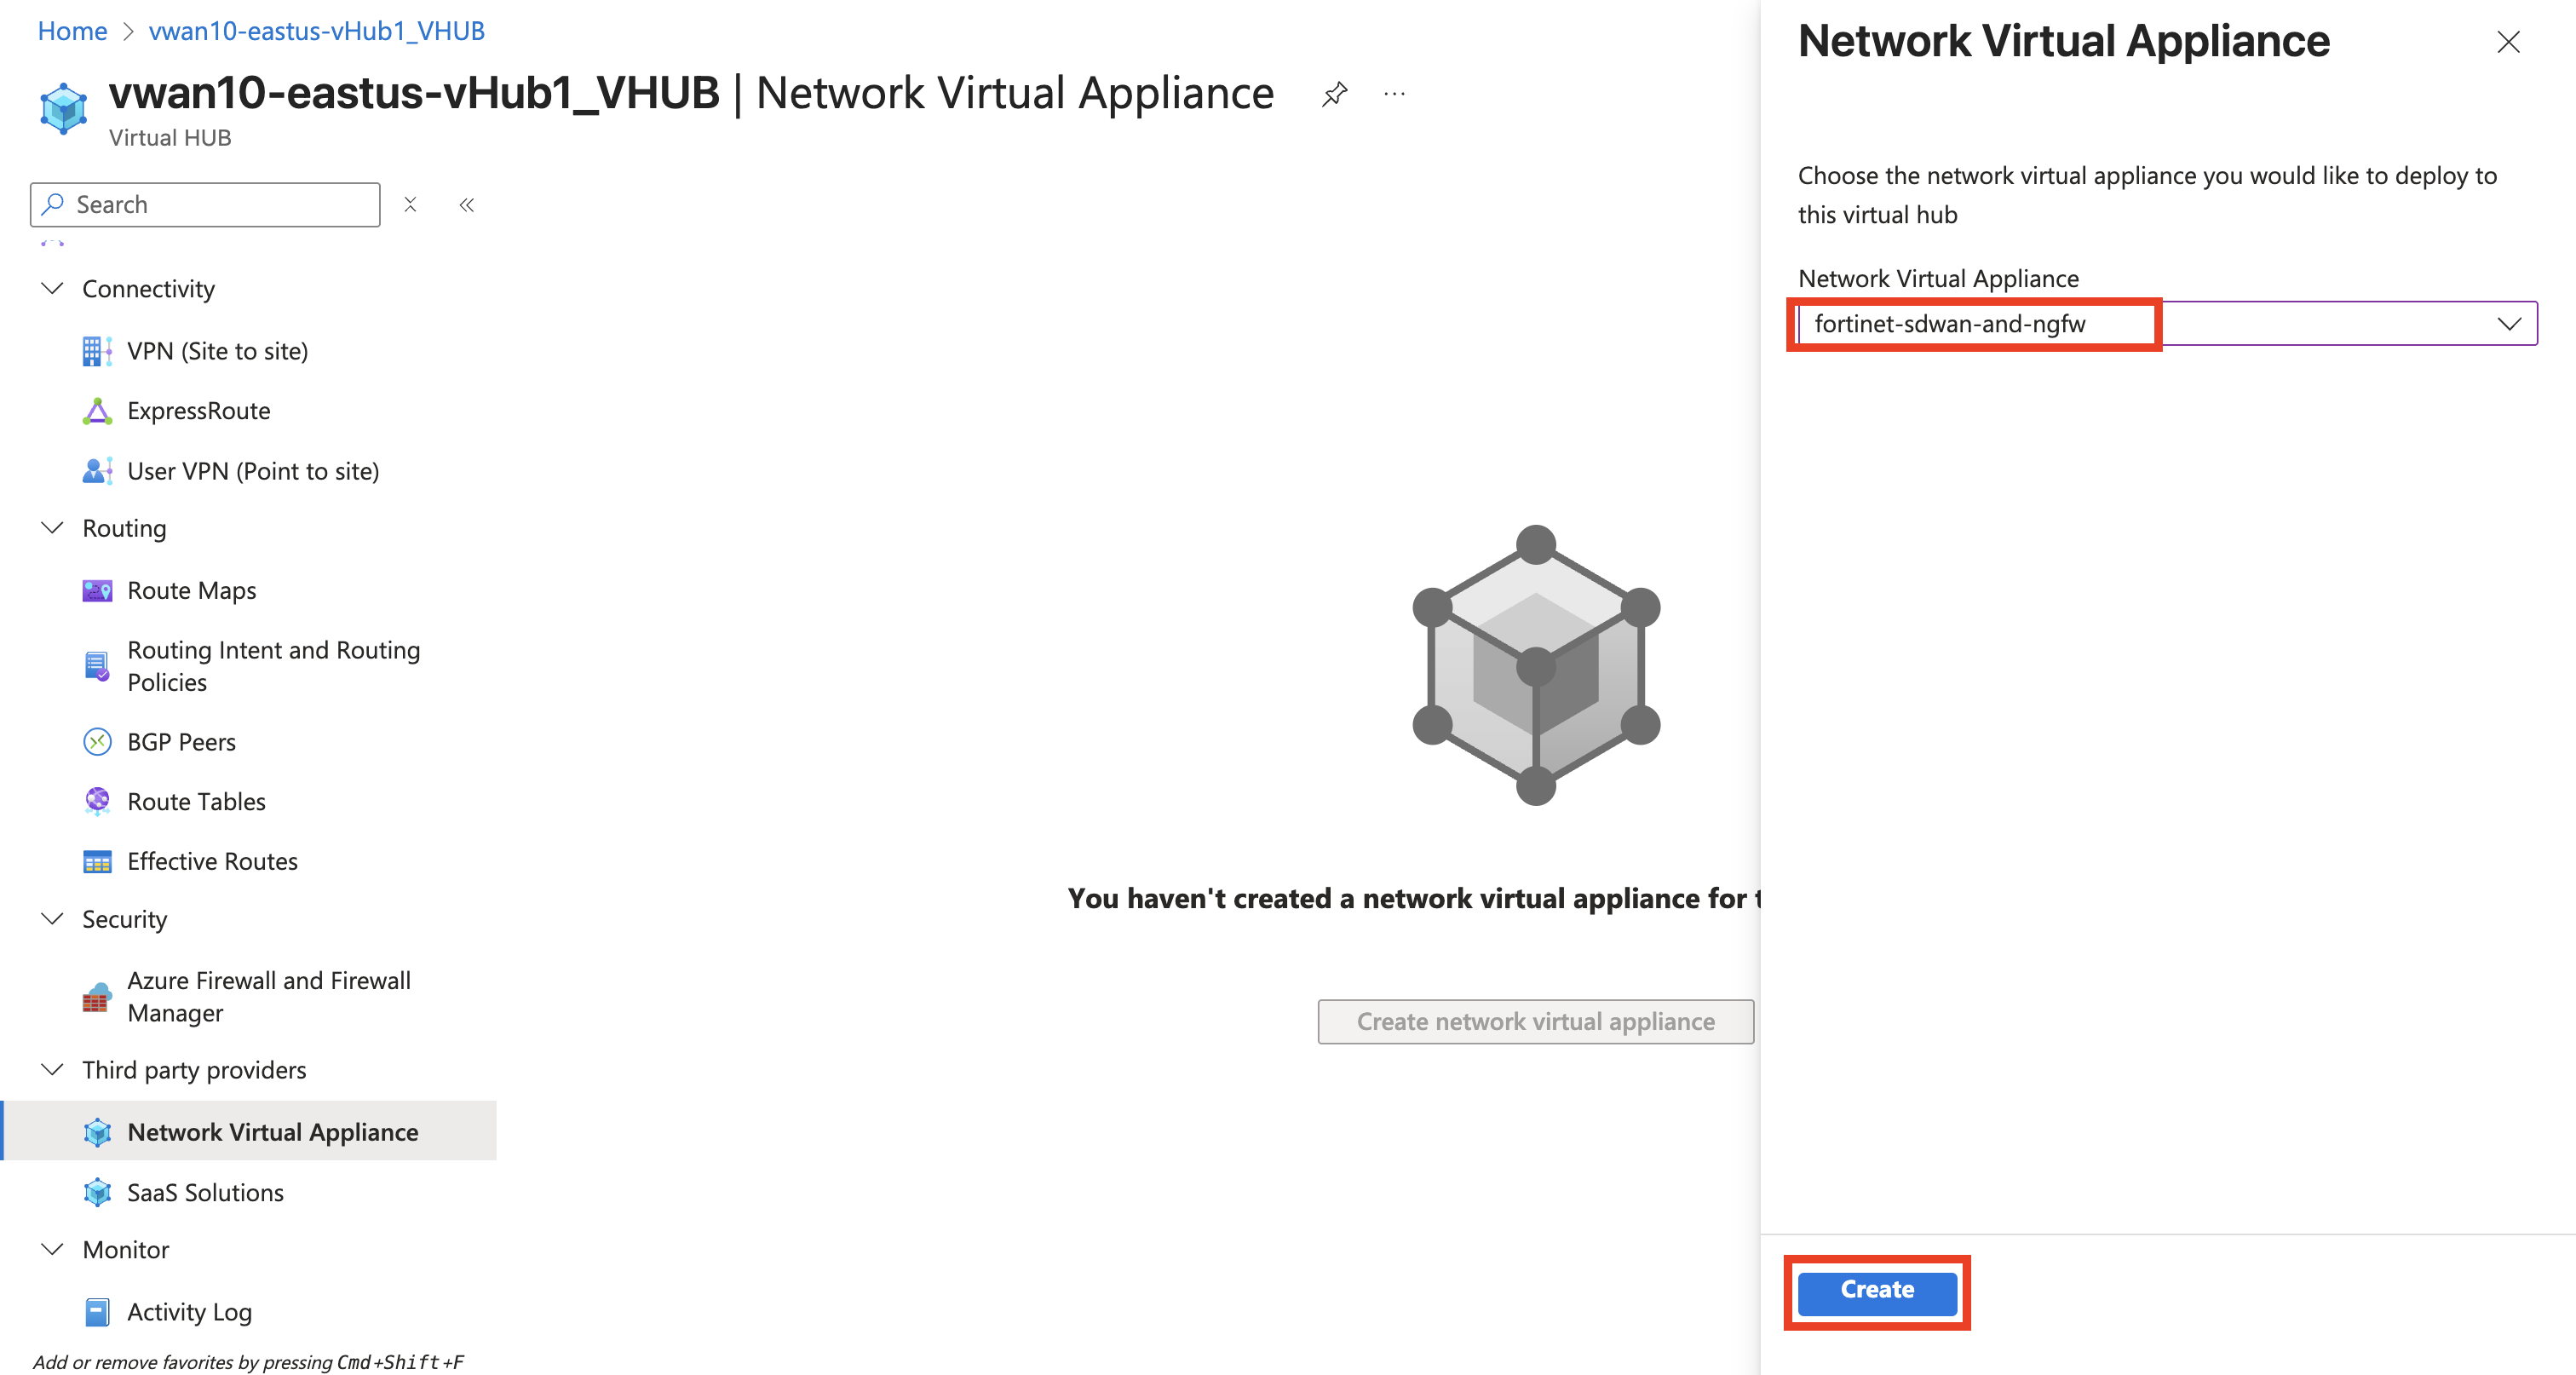 Home > vwan10-eastus-vHub1_VHUB
vwan10-eastus-vHub1_VHUB | Network Virtual Appliance
Virtual HUB
Search
Connectivity
VPN (Site to site)
ExpressRoute
User VPN (Point to site)
Routing
Route Maps
Routing Intent and Routing
Policies
BGP Peers
Route Tables
Effective Routes
Security
Azure Firewall and Firewall
Manager
Third party providers
Network Virtual Appliance
SaaS Solutions
Monitor
Activity Log
Add or remove favorites by pressing Cmd+Shift+F
You haven't created a network virtual appliance for t
Create network virtual appliance
Network Virtual Appliance
Choose the network virtual appliance you would like to deploy to
this virtual hub
Network Virtual Appliance
fortinet-sdwan-and-ngfw
Create